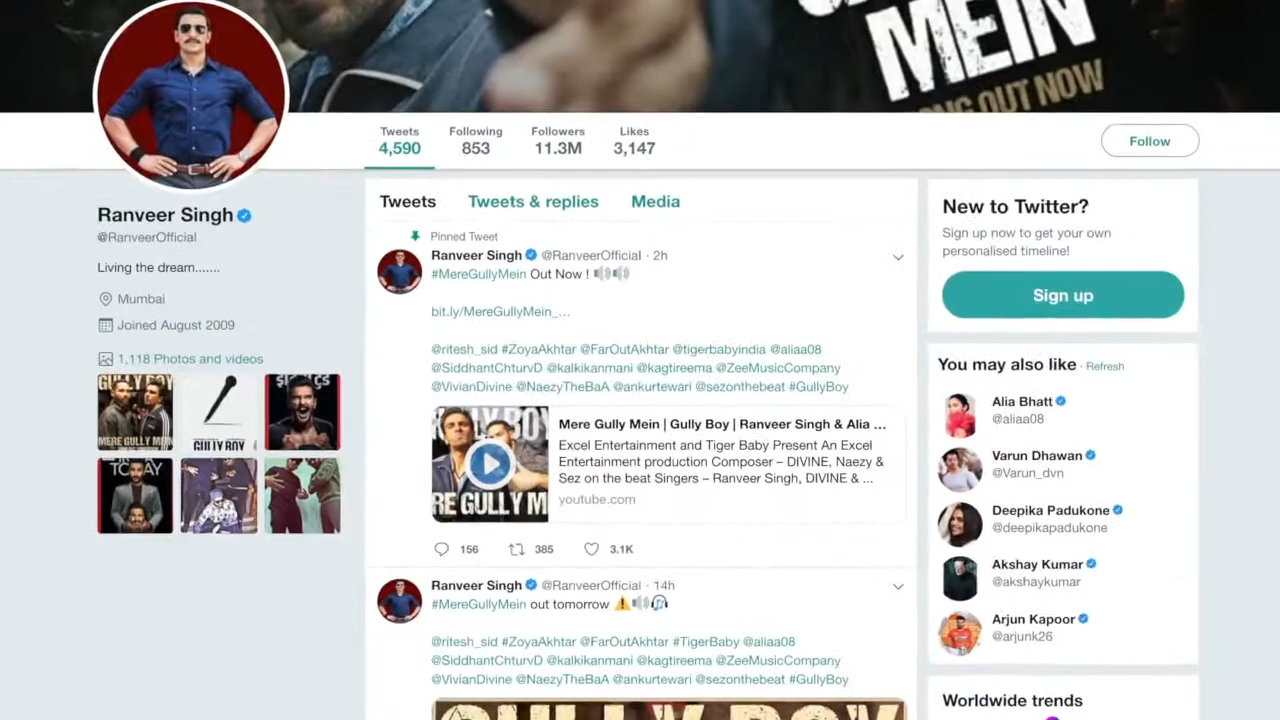 MEIN
SONG OUT NOW
Tweets
4,590
Following
853
Followers
11.3M
Likes
3,147
Follow
Ranveer Singh
@RanveerOfficial
Living the dream.......
Mumbai
Joined August 2009
1,118 Photos and videos
GULLY BOY
MERE GULLY MEIN
GULLY BOY
TODAY
Tweets Tweets & replies Media
Pinned Tweet
Ranveer Singh @RanveerOfficial · 2h
#MereGullyMein Out Now !
bit.ly/MereGullyMein_...
@ritesh_sid #ZoyaAkhtar @FarOutAkhtar @tigerbabyindia @aliaa08
@SiddhantChturvD @kalkikanmani @kagtireema @ZeeMusicCompany
@VivianDivine @NaezyTheBaA @ankurtewari @sezonthebeat #GullyBoy
GULLY BOY
ERE GULLY M
Mere Gully Mein | Gully Boy | Ranveer Singh & Alia ...
Excel Entertainment and Tiger Baby Present An Excel
Entertainment production Composer – DIVINE, Naezy &
Sez on the beat Singers – Ranveer Singh, DIVINE & ...
youtube.com
156 385 3.1K
Ranveer Singh @RanveerOfficial · 14h
#MereGullyMein out tomorrow
@ritesh_sid #ZoyaAkhtar @FarOutAkhtar #TigerBaby @aliaa08
@SiddhantChturvD @kalkikanmani @kagtireema @ZeeMusicCompany
@VivianDivine @NaezyTheBaA @ankurtewari @sezonthebeat #GullyBoy
GULLY BOY
New to Twitter?
Sign up now to get your own
personalised timeline!
Sign up
You may also like · Refresh
Alia Bhatt
@aliaa08
Varun Dhawan
@Varun_dvn
Deepika Padukone
@deepikapadukone
Akshay Kumar
@akshaykumar
Arjun Kapoor
@arjunk26
Worldwide trends